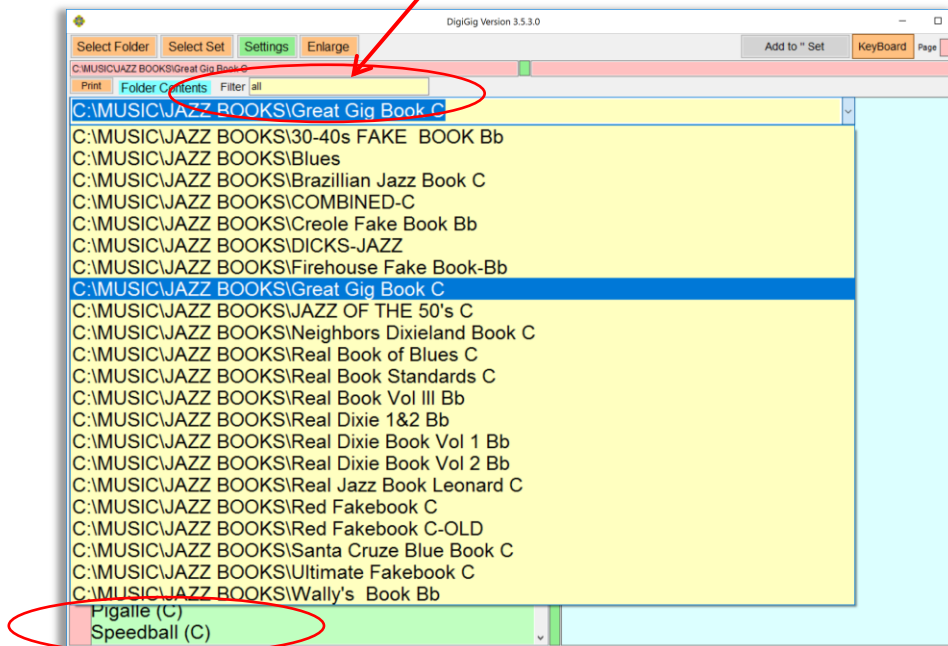 DigiGig Version 3.5.3.0
Select Folder Select Set Settings Enlarge Add to '' Set KeyBoard Page
C:\MUSIC\JAZZ BOOKS\Great Gig Book C
Print Folder Contents Filter all
C:\MUSIC\JAZZ BOOKS\Great Gig Book C
C:\MUSIC\JAZZ BOOKS\30-40s FAKE  BOOK Bb
C:\MUSIC\JAZZ BOOKS\Blues
C:\MUSIC\JAZZ BOOKS\Brazillian Jazz Book C
C:\MUSIC\JAZZ BOOKS\COMBINED-C
C:\MUSIC\JAZZ BOOKS\Creole Fake Book Bb
C:\MUSIC\JAZZ BOOKS\DICKS-JAZZ
C:\MUSIC\JAZZ BOOKS\Firehouse Fake Book-Bb
C:\MUSIC\JAZZ BOOKS\Great Gig Book C
C:\MUSIC\JAZZ BOOKS\JAZZ OF THE 50's C
C:\MUSIC\JAZZ BOOKS\Neighbors Dixieland Book C
C:\MUSIC\JAZZ BOOKS\Real Book of Blues C
C:\MUSIC\JAZZ BOOKS\Real Book Standards C
C:\MUSIC\JAZZ BOOKS\Real Book Vol III Bb
C:\MUSIC\JAZZ BOOKS\Real Dixie 1&2 Bb
C:\MUSIC\JAZZ BOOKS\Real Dixie Book Vol 1 Bb
C:\MUSIC\JAZZ BOOKS\Real Dixie Book Vol 2 Bb
C:\MUSIC\JAZZ BOOKS\Real Jazz Book Leonard C
C:\MUSIC\JAZZ BOOKS\Red Fakebook C
C:\MUSIC\JAZZ BOOKS\Red Fakebook C-OLD
C:\MUSIC\JAZZ BOOKS\Santa Cruze Blue Book C
C:\MUSIC\JAZZ BOOKS\Ultimate Fakebook C
C:\MUSIC\JAZZ BOOKS\Wally's  Book Bb
Pigalle (C)
Speedball (C)